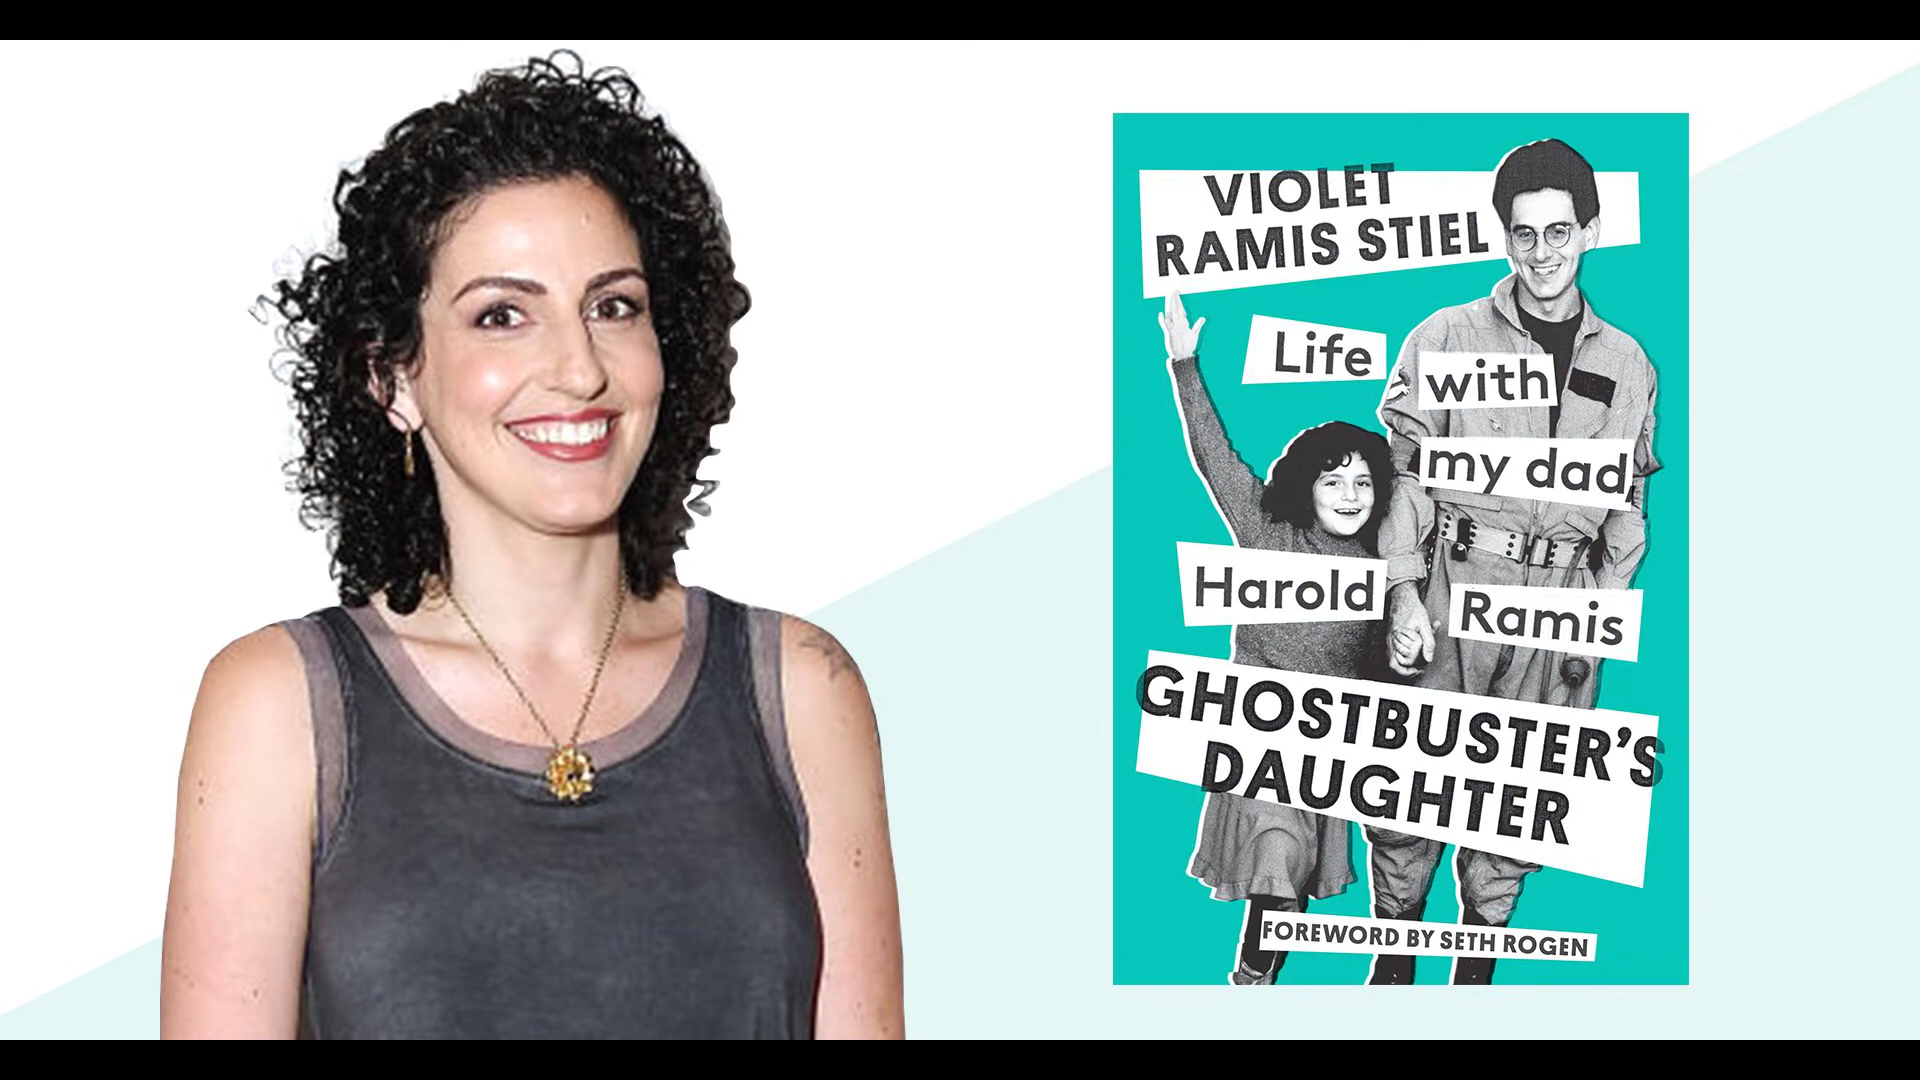 VIOLET
RAMIS STIEL
Life
with
my dad,
Harold
Ramis
GHOSTBUSTER'S
DAUGHTER
FOREWORD BY SETH ROGEN